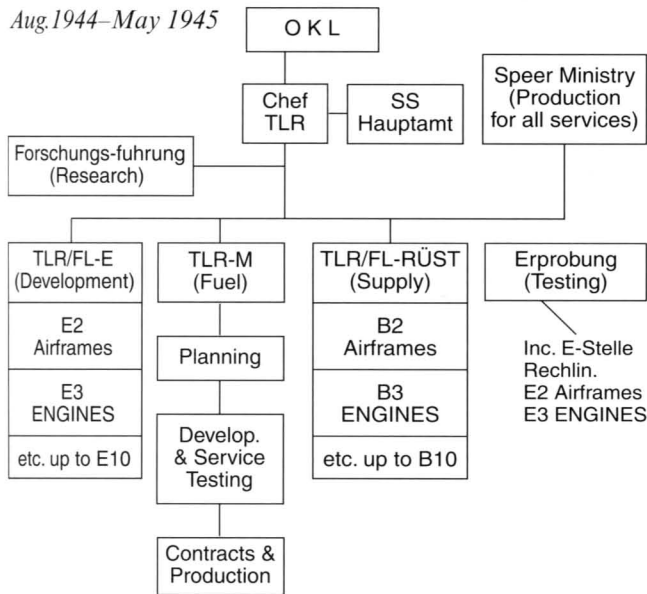 Aug.1944–May 1945
O K L
Chef
TLR
SS
Hauptamt
Speer Ministry
(Production
for all services)
Forschungs-fuhrung
(Research)
TLR/FL-E
(Development)
E2
Airframes
E3
ENGINES
etc. up to E10
TLR-M
(Fuel)
Planning
Develop.
& Service
Testing
Contracts &
Production
TLR/FL-RÜST
(Supply)
B2
Airframes
B3
ENGINES
etc. up to B10
Erprobung
(Testing)
Inc. E-Stelle
Rechlin.
E2 Airframes
E3 ENGINES